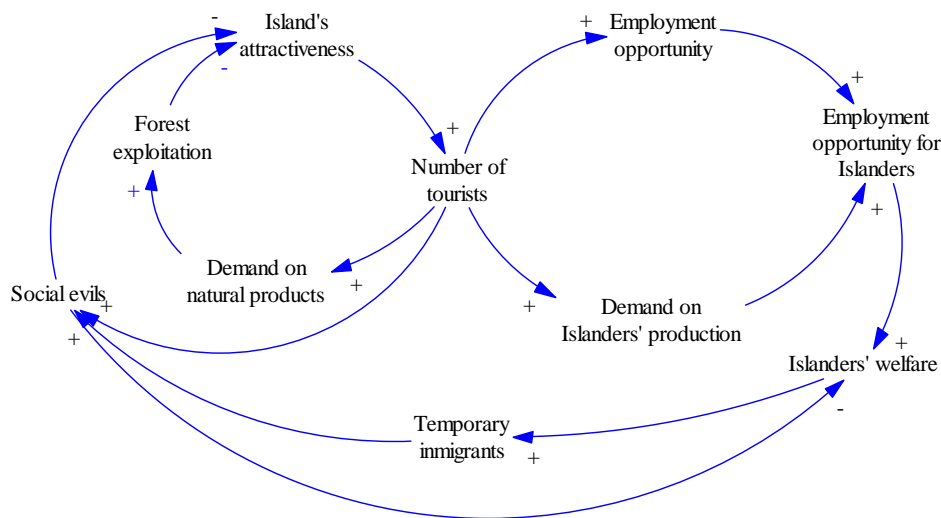 Island's
attractiveness
-
-
Employment
opportunity
+
+
Forest
exploitation
+
Number of
tourists
+
Employment
opportunity for
Islanders
+
Demand on
natural products
+
Social evils
+
+
Demand on
Islanders' production
+
Islanders' welfare
+
-
Temporary
inmigrants
+